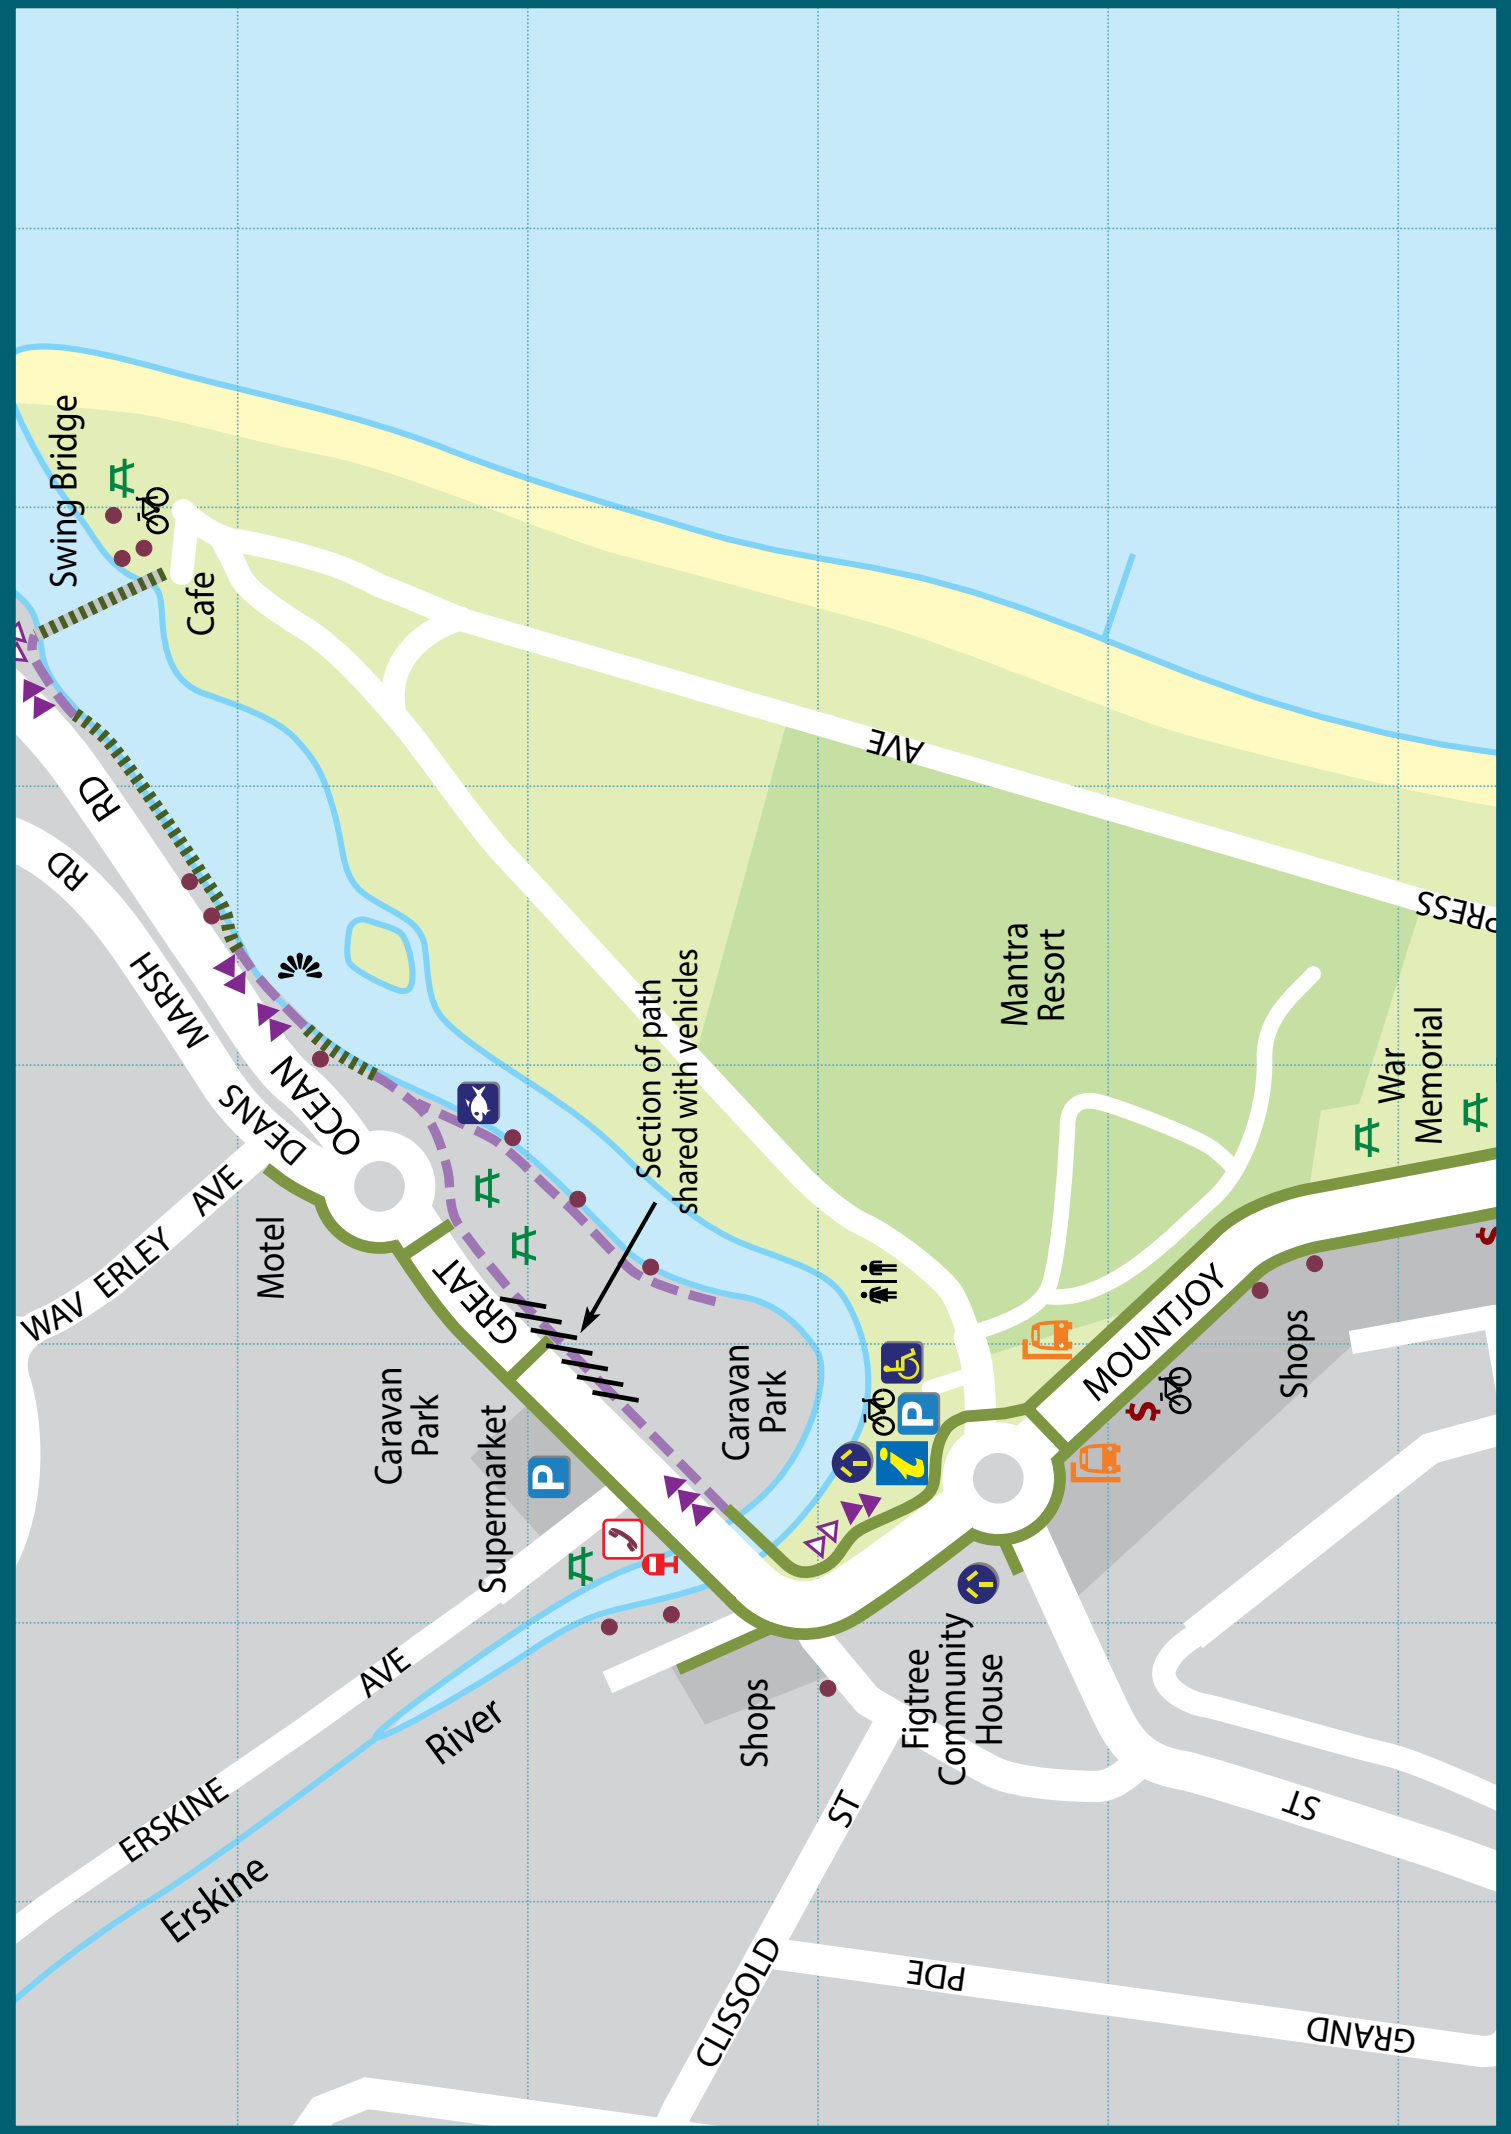 Swing Bridge
Cafe
RD
RD
MARSH
DEANS
OCEAN
WAV ERLEY AVE
Motel
GREAT
Section of path
shared with vehicles
AVE
PRESS
Mantra
Resort
War
Memorial
Caravan
Park
Caravan
Park
Supermarket
P
P
i
MOUNTJOY
$
$
Shops
ERSKINE AVE
Erskine River
Shops
Figtree
Community
House
ST
CLISSOLD ST
GRAND PDE